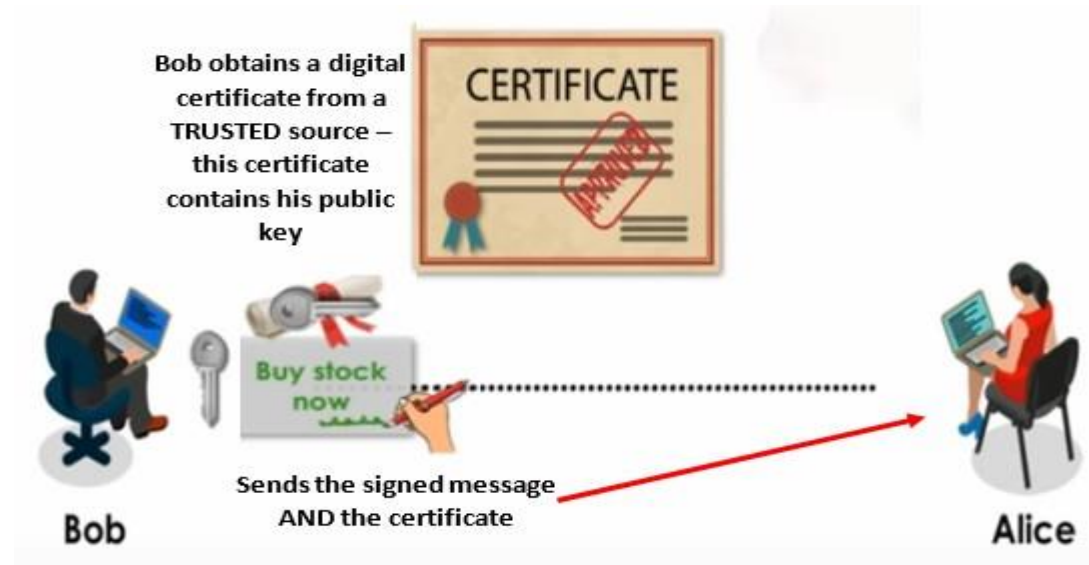 Bob obtains a digital
certificate from a
TRUSTED source –
this certificate
contains his public
key
CERTIFICATE
APPROVED
Buy stock
now
Sends the signed message
AND the certificate
Bob
Alice